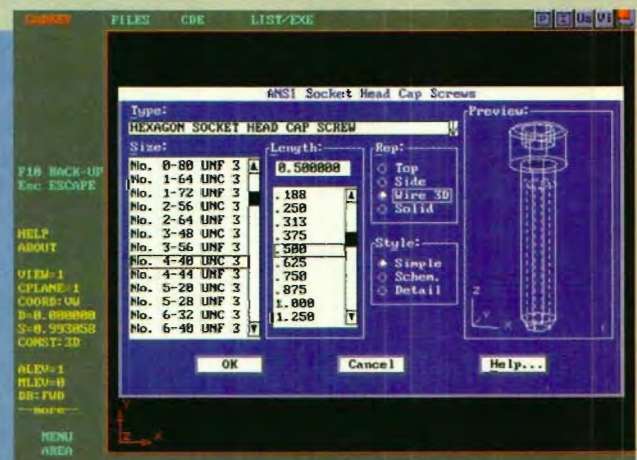 CADKEY FILES CDE LIST/EXE
ANSI Socket Head Cap Screws
Type:
HEXAGON SOCKET HEAD CAP SCREW
Size:
No. 0-80 UNF 3
No. 1-64 UNC 3
No. 1-72 UNF 3
No. 2-56 UNC 3
No. 2-64 UNF 3
No. 3-48 UNC 3
No. 3-56 UNF 3
No. 4-40 UNC 3
No. 4-44 UNF 3
No. 5-20 UNC 3
No. 5-28 UNF 3
No. 6-32 UNC 3
No. 6-40 UNF 3
Length:
0.500000
.188
.250
.313
.375
.500
.625
.750
.875
1.000
1.250
Rep:
Top
Side
Wire 3D
Solid
Style:
Simple
Schem.
Detail
Preview:
Z
Y
X
OK Cancel Help...
F10 BACK-UP
Esc ESCAPE
HELP
ABOUT
VIEW=1
CPLANE=1
COORD:VW
D=0.000000
S=0.993058
CONST:3D
ALEV=1
MLEV=0
DB:FWD
--more--
MENU
AREA
Y
Z X